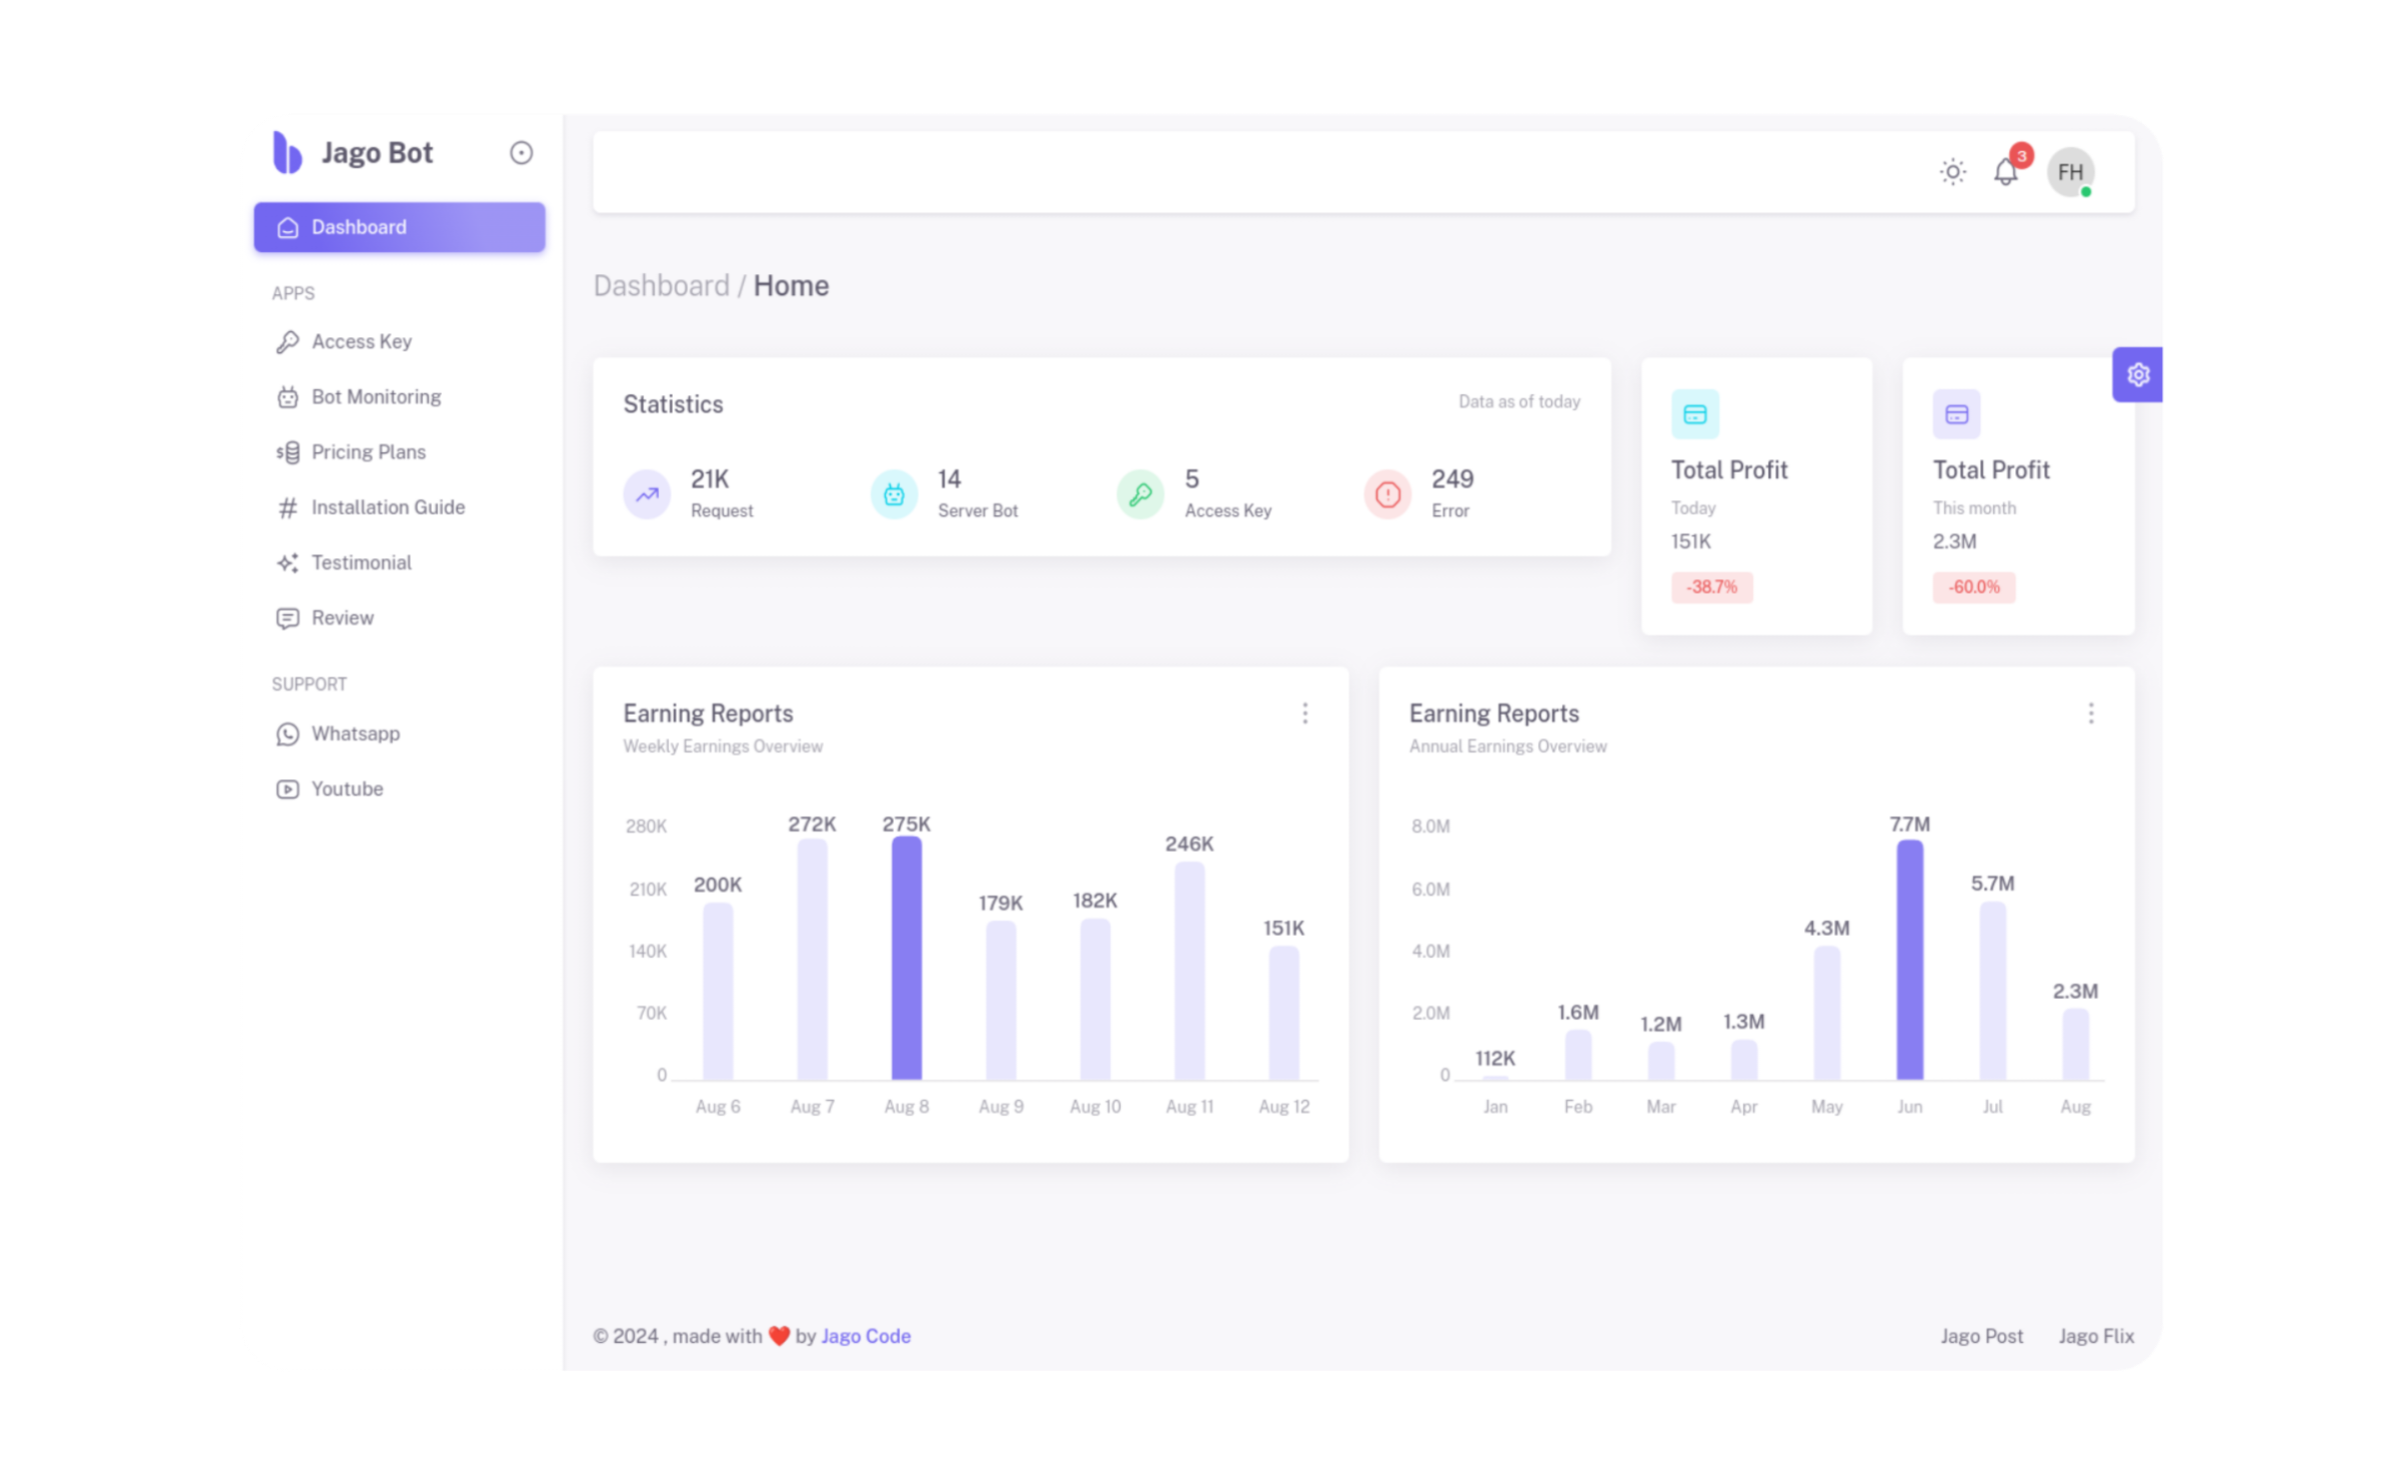 Jago Bot
Dashboard
APPS
Access Key
Bot Monitoring
Pricing Plans
Installation Guide
Testimonial
Review
SUPPORT
Whatsapp
Youtube
3
FH
Dashboard / Home
Statistics
Data as of today
21K
Request
14
Server Bot
5
Access Key
249
Error
Total Profit
Today
151K
-38.7%
Total Profit
This month
2.3M
-60.0%
Earning Reports
Weekly Earnings Overview
280K
210K
140K
70K
0
200K
272K
275K
179K
182K
246K
151K
Aug 6
Aug 7
Aug 8
Aug 9
Aug 10
Aug 11
Aug 12
Earning Reports
Annual Earnings Overview
8.0M
6.0M
4.0M
2.0M
0
112K
1.6M
1.2M
1.3M
4.3M
7.7M
5.7M
2.3M
Jan
Feb
Mar
Apr
May
Jun
Jul
Aug
© 2024 , made with ❤️ by Jago Code
Jago Post
Jago Flix